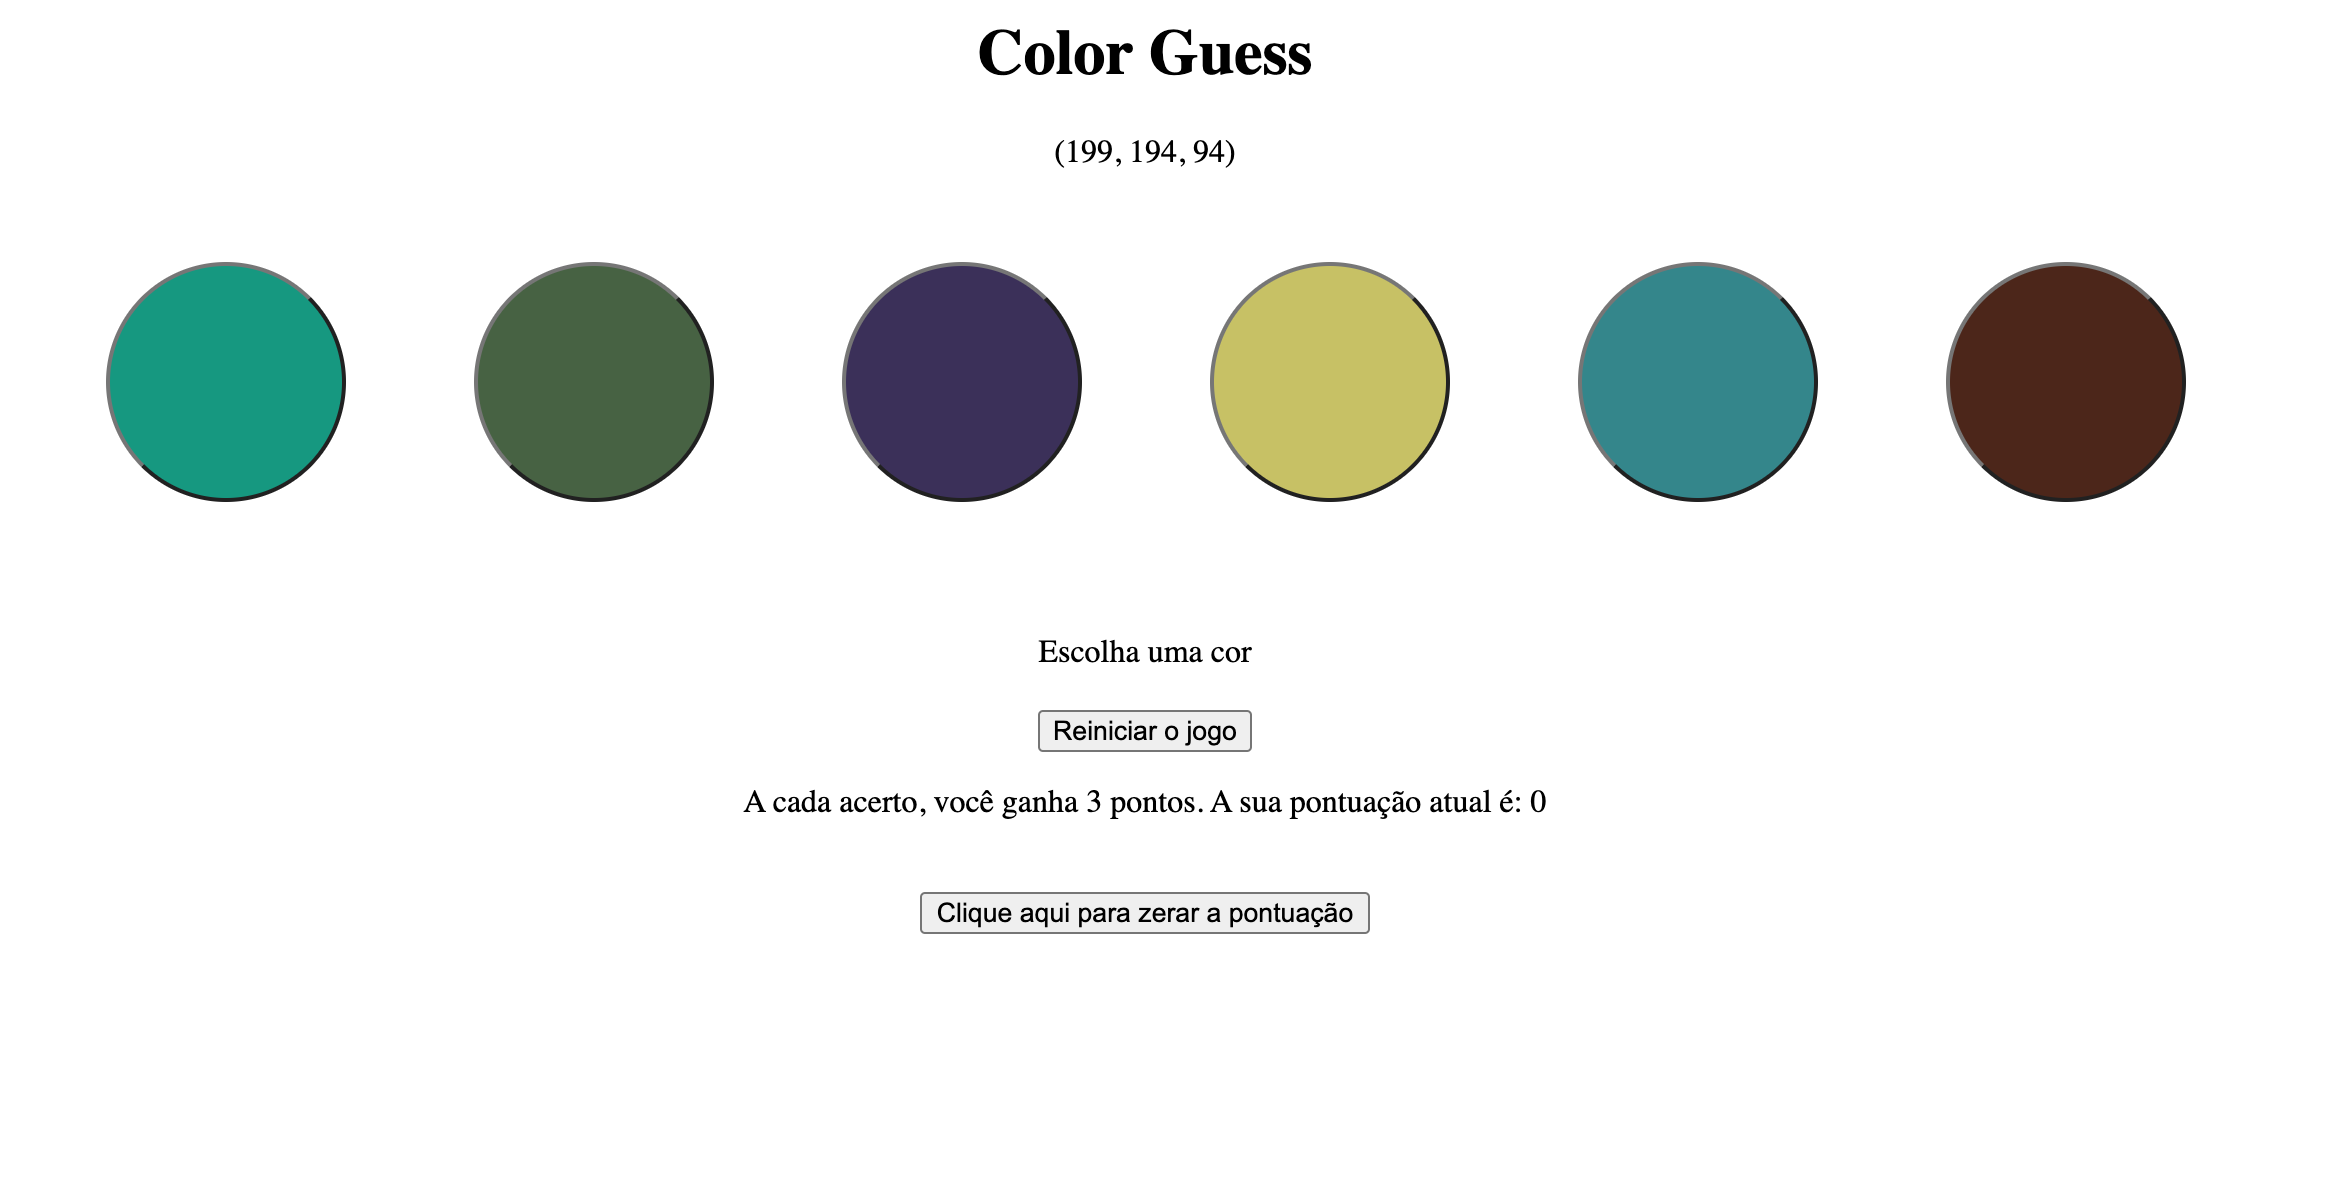 Color Guess
(199, 194, 94)
Escolha uma cor
Reiniciar o jogo
A cada acerto, você ganha 3 pontos. A sua pontuação atual é: 0
Clique aqui para zerar a pontuação